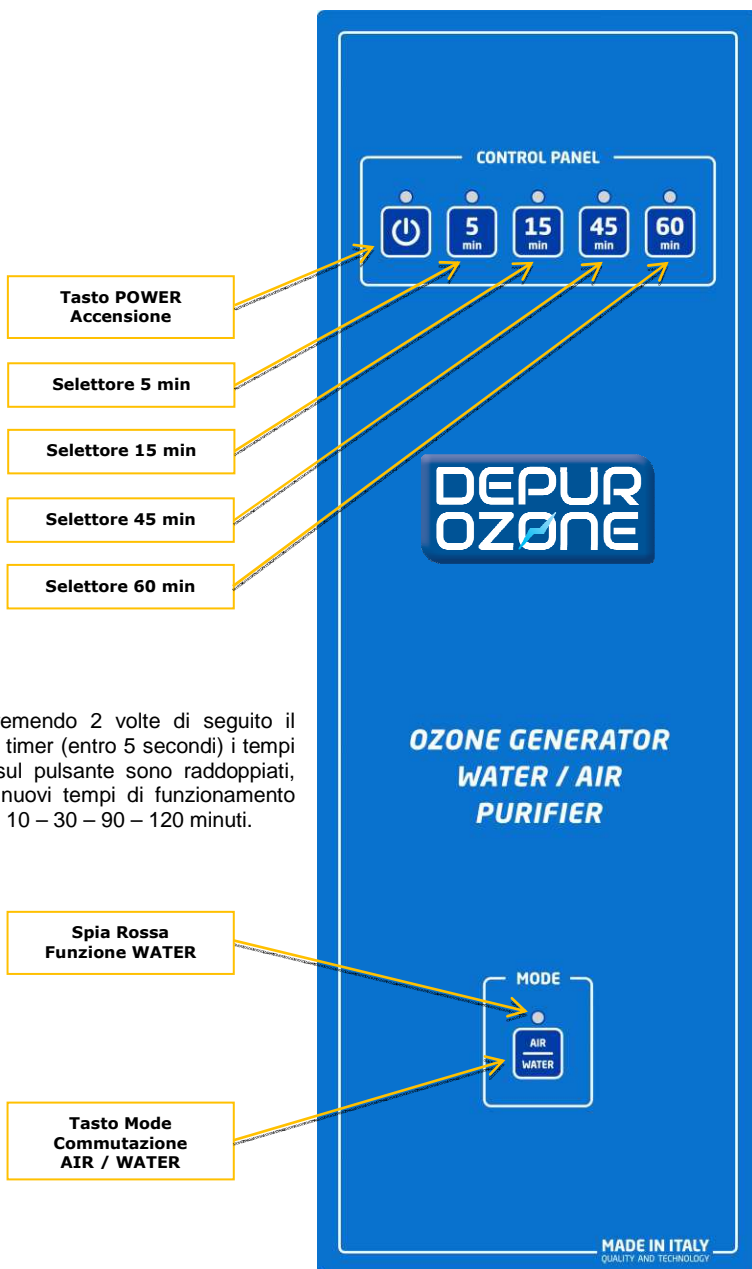 CONTROL PANEL
5
min
15
min
45
min
60
min
Tasto POWER
Accensione
Selettore 5 min
Selettore 15 min
Selettore 45 min
Selettore 60 min
DEPUR
OZONE
emendo 2 volte di seguito il
timer (entro 5 secondi) i tempi
sul pulsante sono raddoppiati,
nuovi tempi di funzionamento
10 – 30 – 90 – 120 minuti.
OZONE GENERATOR
WATER / AIR
PURIFIER
Spia Rossa
Funzione WATER
MODE
AIR
WATER
Tasto Mode
Commutazione
AIR / WATER
MADE IN ITALY
QUALITY AND TECHNOLOGY